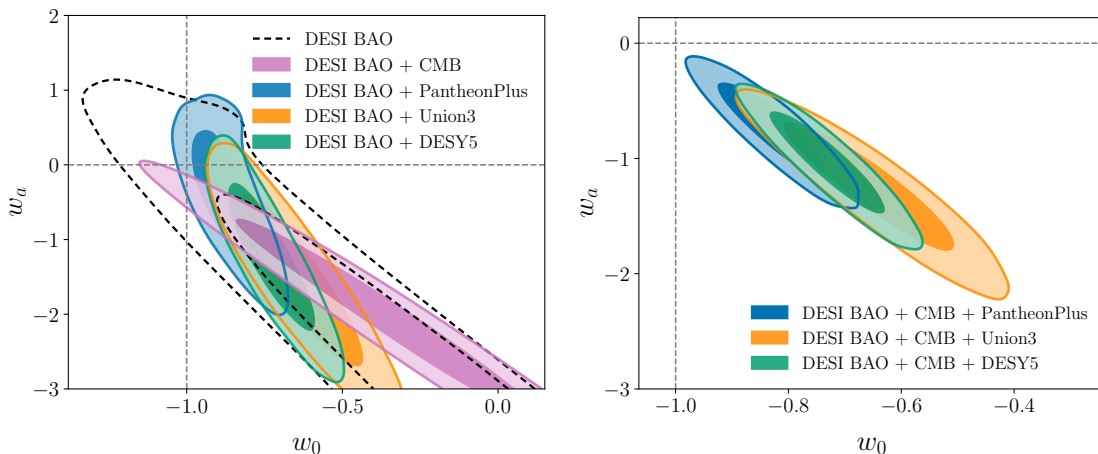 2
1
0
−1
−2
−3
w_a
−1.0
−0.5
0.0
w_0
DESI BAO
DESI BAO + CMB
DESI BAO + PantheonPlus
DESI BAO + Union3
DESI BAO + DESY5
0
−1
−2
−3
w_a
−1.0
−0.8
−0.6
−0.4
w_0
DESI BAO + CMB + PantheonPlus
DESI BAO + CMB + Union3
DESI BAO + CMB + DESY5